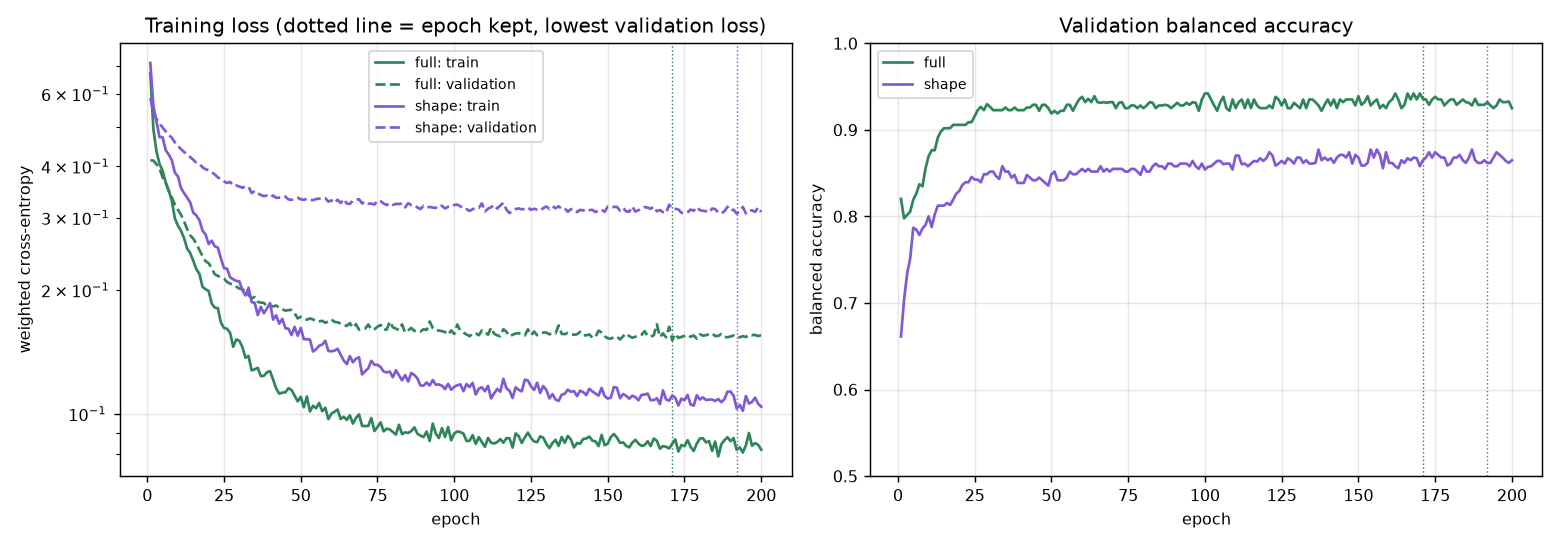 Training loss (dotted line = epoch kept, lowest validation loss)
full: train
full: validation
shape: train
shape: validation
6 × 10⁻¹
4 × 10⁻¹
3 × 10⁻¹
2 × 10⁻¹
10⁻¹
weighted cross-entropy
0 25 50 75 100 125 150 175 200
epoch
Validation balanced accuracy
full
shape
1.0
0.9
0.8
0.7
0.6
0.5
balanced accuracy
0 25 50 75 100 125 150 175 200
epoch